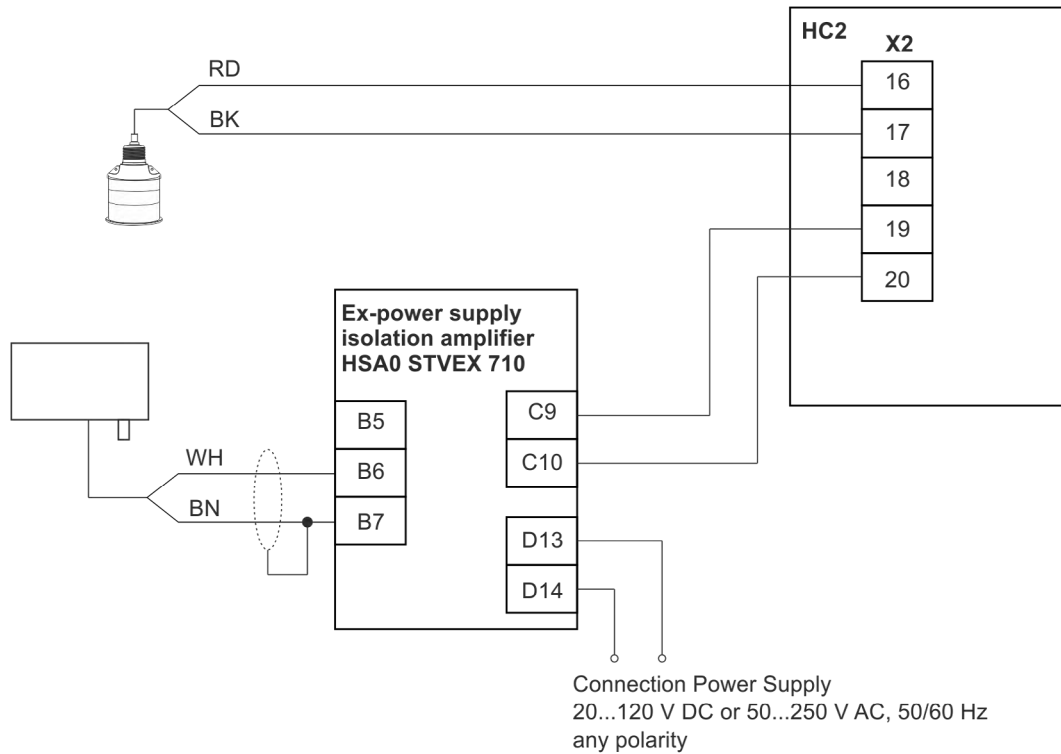 HC2
X2
RD
16
BK
17
18
19
20
Ex-power supply
isolation amplifier
HSA0 STVEX 710
C9
B5
WH
B6
C10
BN
B7
D13
D14
Connection Power Supply
20...120 V DC or 50...250 V AC, 50/60 Hz
any polarity